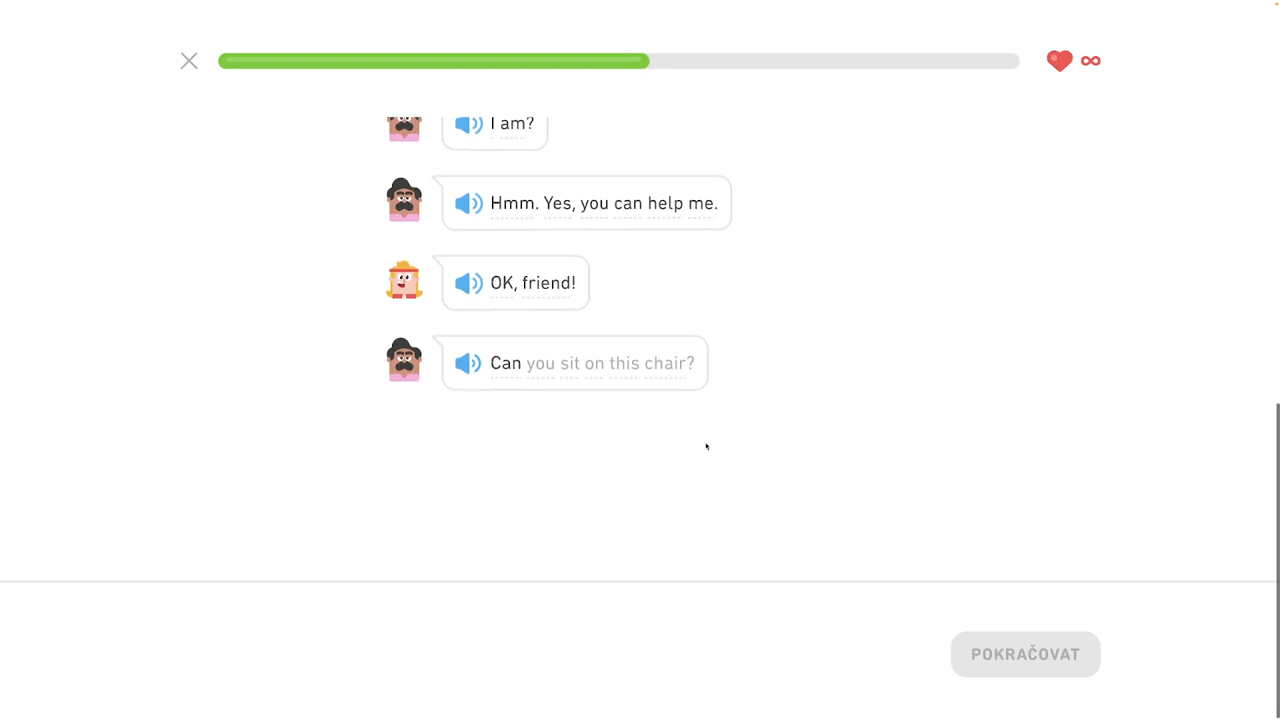 I am?
Hmm. Yes, you can help me.
OK, friend!
Can you sit on this chair?
POKRAČOVAT